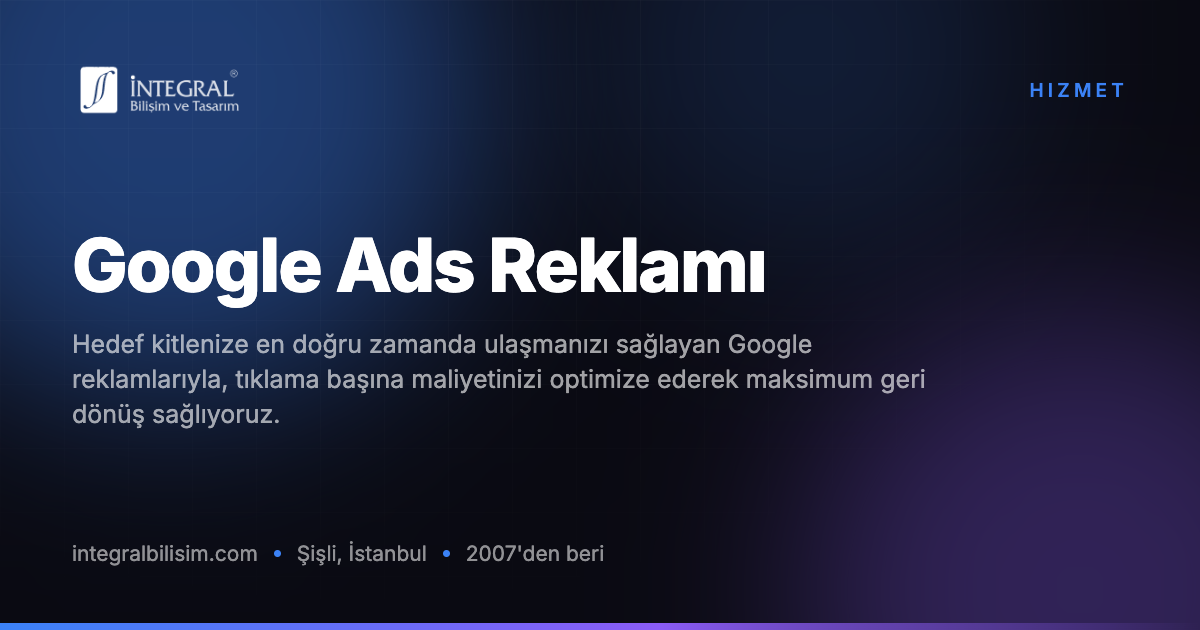 İNTEGRAL®
Bilişim ve Tasarım
HIZMET
Google Ads Reklamı
Hedef kitlenize en doğru zamanda ulaşmanızı sağlayan Google
reklamlarıyla, tıklama başına maliyetinizi optimize ederek maksimum geri
dönüş sağlıyoruz.
integralbilisim.com • Şişli, İstanbul • 2007'den beri